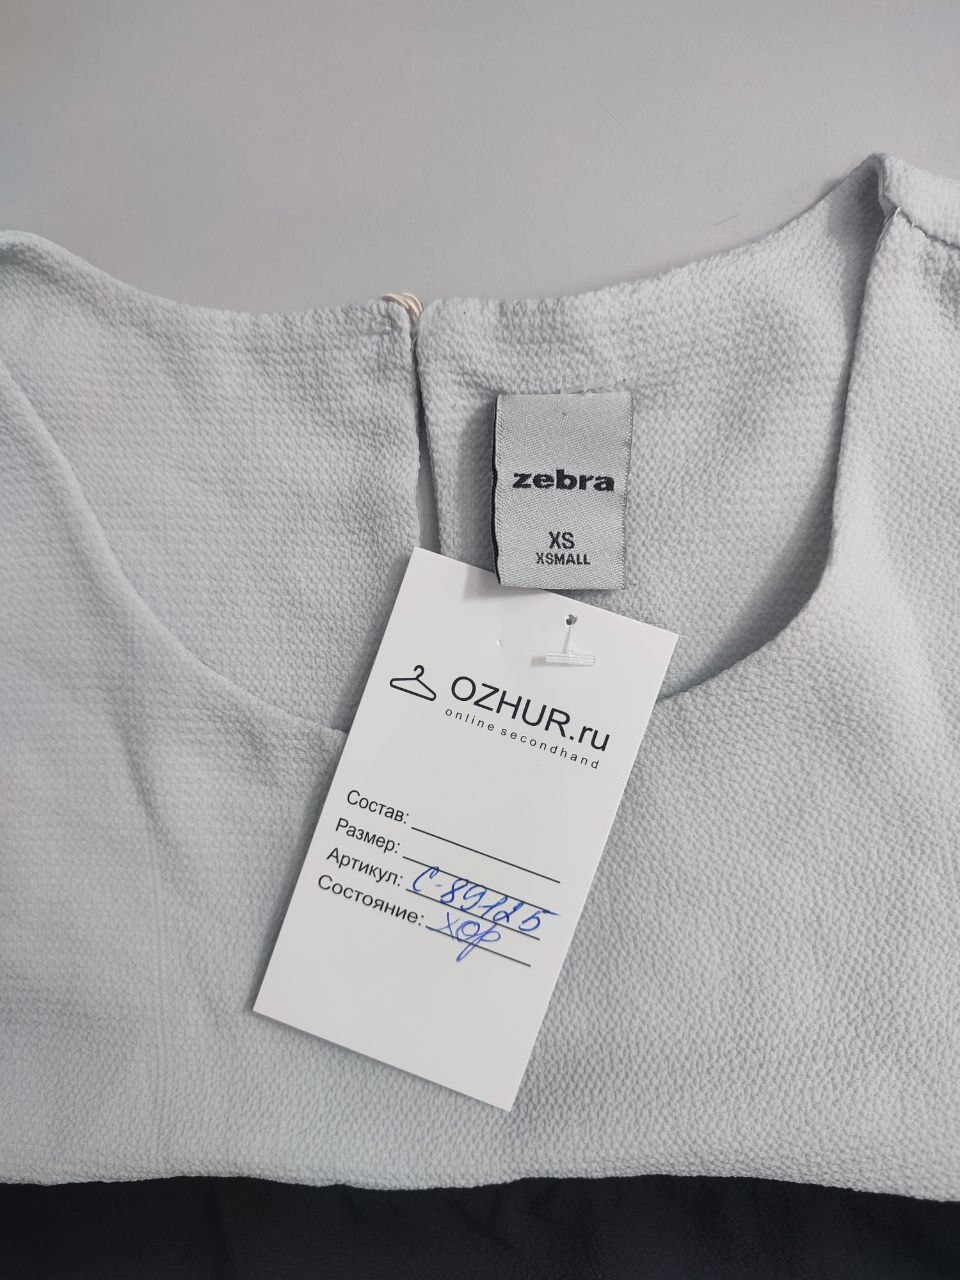 zebra
XS
XSMALL
OZHUR.ru
online secondhand
Состав:
Размер:
Артикул: С-89125
Состояние: хор